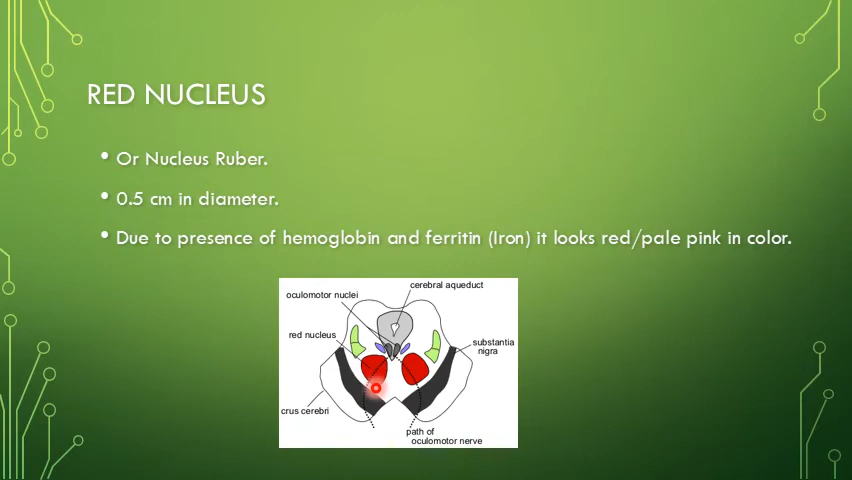 RED NUCLEUS
• Or Nucleus Ruber.
• 0.5 cm in diameter.
• Due to presence of hemoglobin and ferritin (Iron) it looks red/pale pink in color.
cerebral aqueduct
oculomotor nuclei
red nucleus
substantia
nigra
crus cerebri
path of
oculomotor nerve